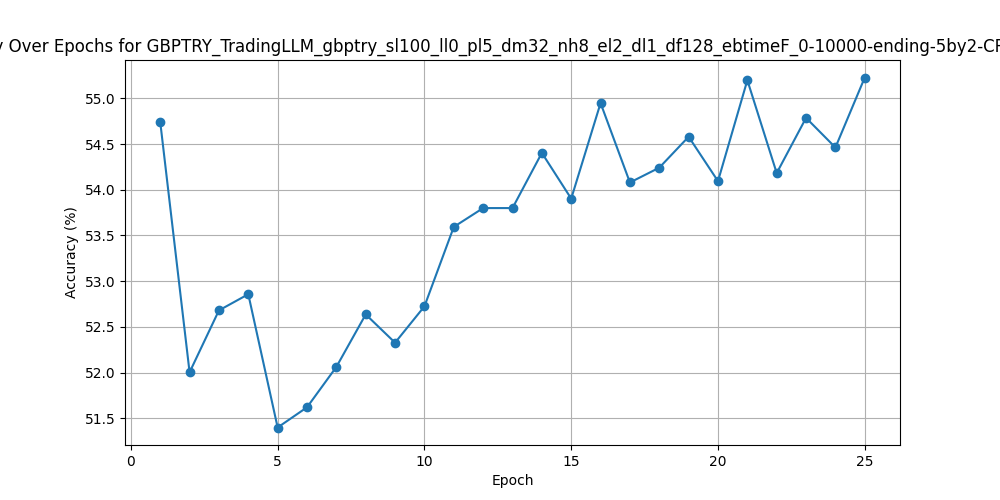 y Over Epochs for GBPTRY_TradingLLM_gbptry_sl100_ll0_pl5_dm32_nh8_el2_dl1_df128_ebtimeF_0-10000-ending-5by2-CR
55.0
54.5
54.0
53.5
53.0
52.5
52.0
51.5
Accuracy (%)
0 5 10 15 20 25
Epoch